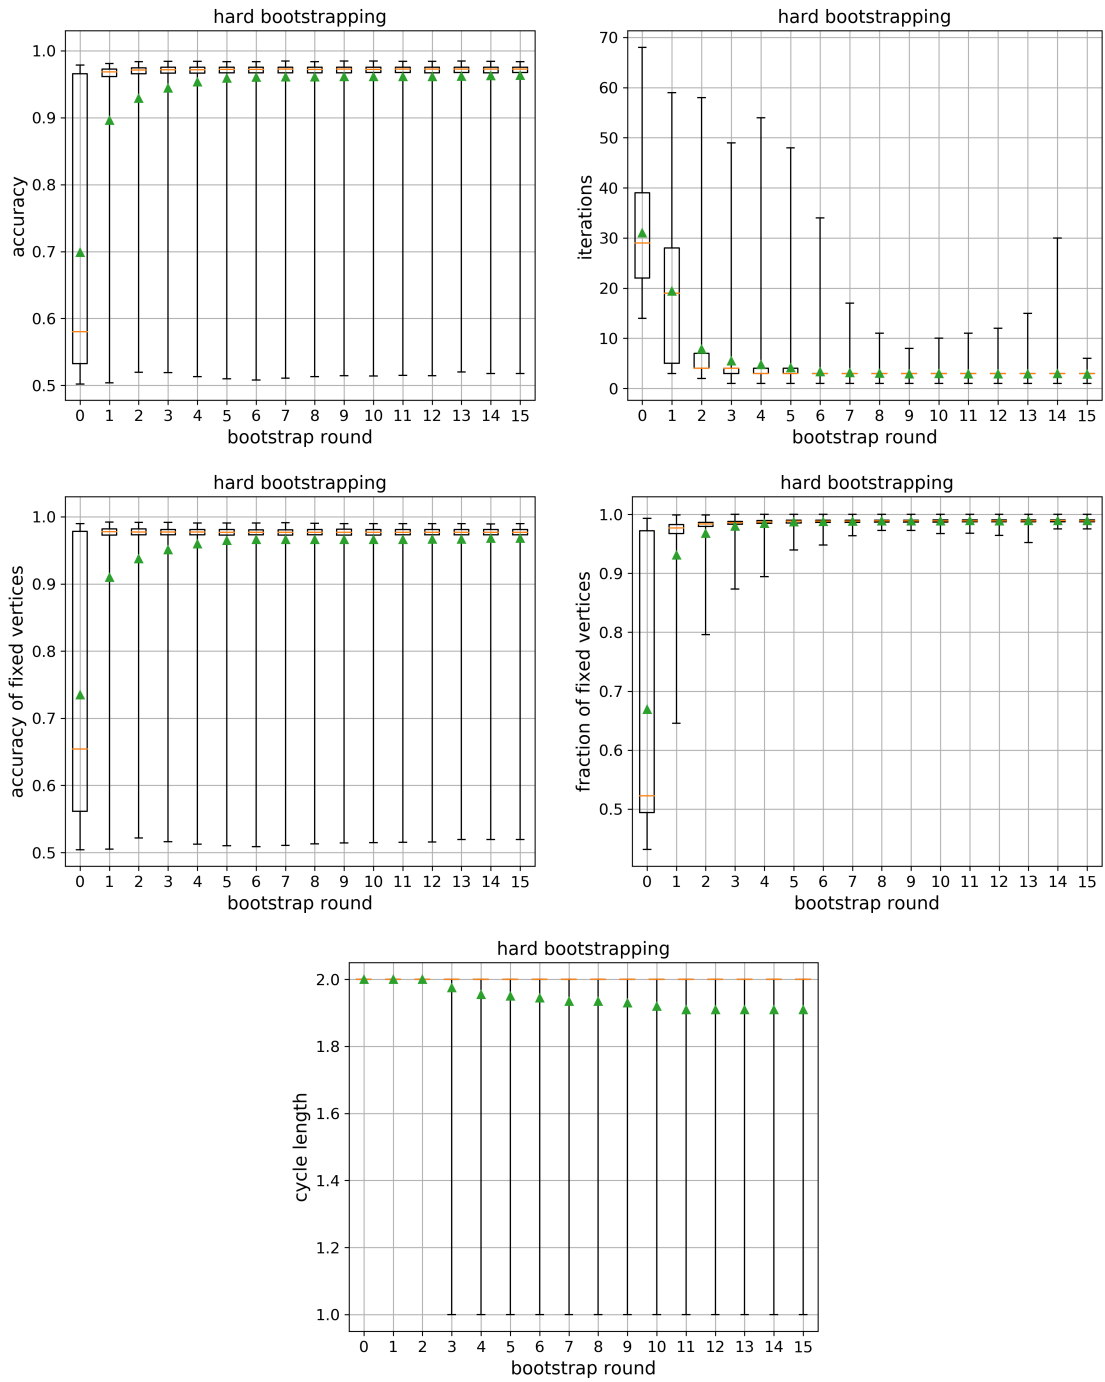 hard bootstrapping
accuracy
1.0
0.9
0.8
0.7
0.6
0.5
0 1 2 3 4 5 6 7 8 9 10 11 12 13 14 15
bootstrap round
hard bootstrapping
iterations
70
60
50
40
30
20
10
0
0 1 2 3 4 5 6 7 8 9 10 11 12 13 14 15
bootstrap round
hard bootstrapping
accuracy of fixed vertices
1.0
0.9
0.8
0.7
0.6
0.5
0 1 2 3 4 5 6 7 8 9 10 11 12 13 14 15
bootstrap round
hard bootstrapping
fraction of fixed vertices
1.0
0.9
0.8
0.7
0.6
0.5
0 1 2 3 4 5 6 7 8 9 10 11 12 13 14 15
bootstrap round
hard bootstrapping
cycle length
2.0
1.8
1.6
1.4
1.2
1.0
0 1 2 3 4 5 6 7 8 9 10 11 12 13 14 15
bootstrap round